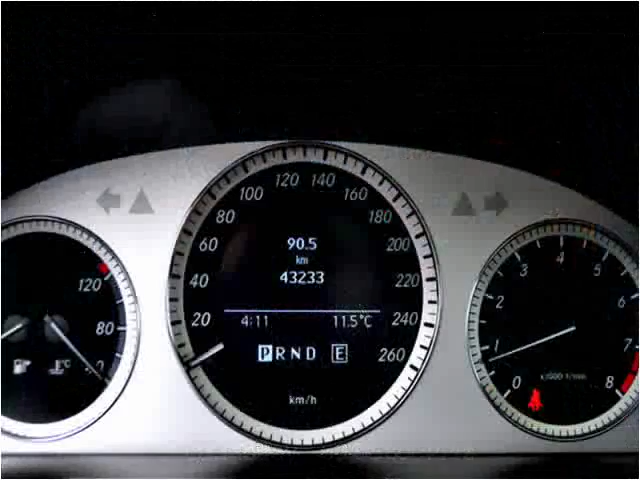 120 140
100 160
80 180
60 200
40 220
20 240
260
90.5
km
43233
4:11 11.5°C
P R N D E
km/h
120
80
°C
0 1 2 3 4 5 6 7 8
x1000 1/min